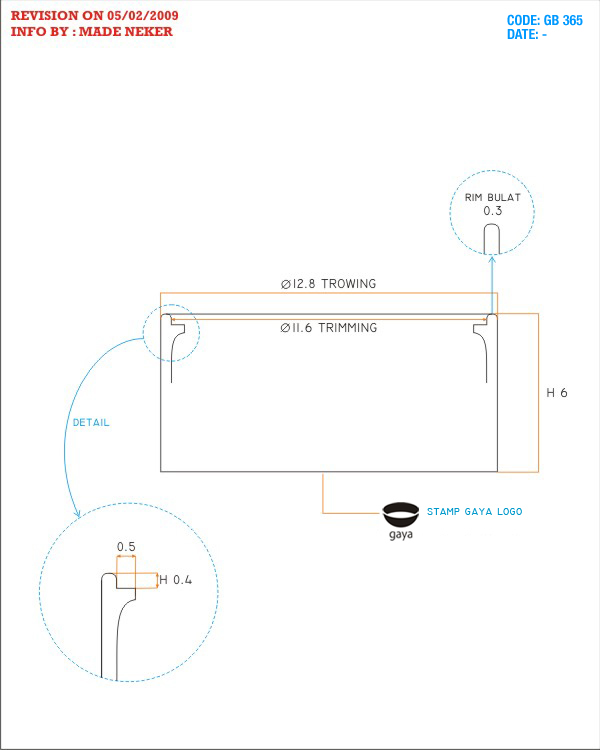 REVISION ON 05/02/2009
INFO BY : MADE NEKER
CODE: GB 365
DATE: -
RIM BULAT
0.3
Ø12.8 TROWING
Ø11.6 TRIMMING
H 6
DETAIL
STAMP GAYA LOGO
gaya
0.5
H 0.4